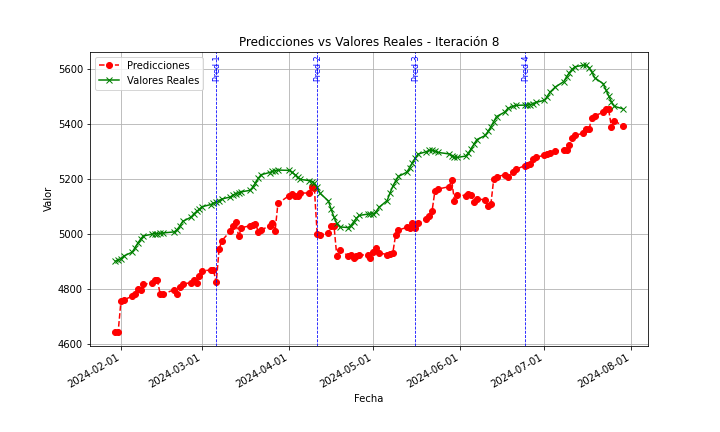 Predicciones vs Valores Reales - Iteración 8
Predicciones
Valores Reales
Pred 1
Pred 2
Pred 3
Pred 4
Valor
5600
5400
5200
5000
4800
4600
2024-02-01
2024-03-01
2024-04-01
2024-05-01
2024-06-01
2024-07-01
2024-08-01
Fecha